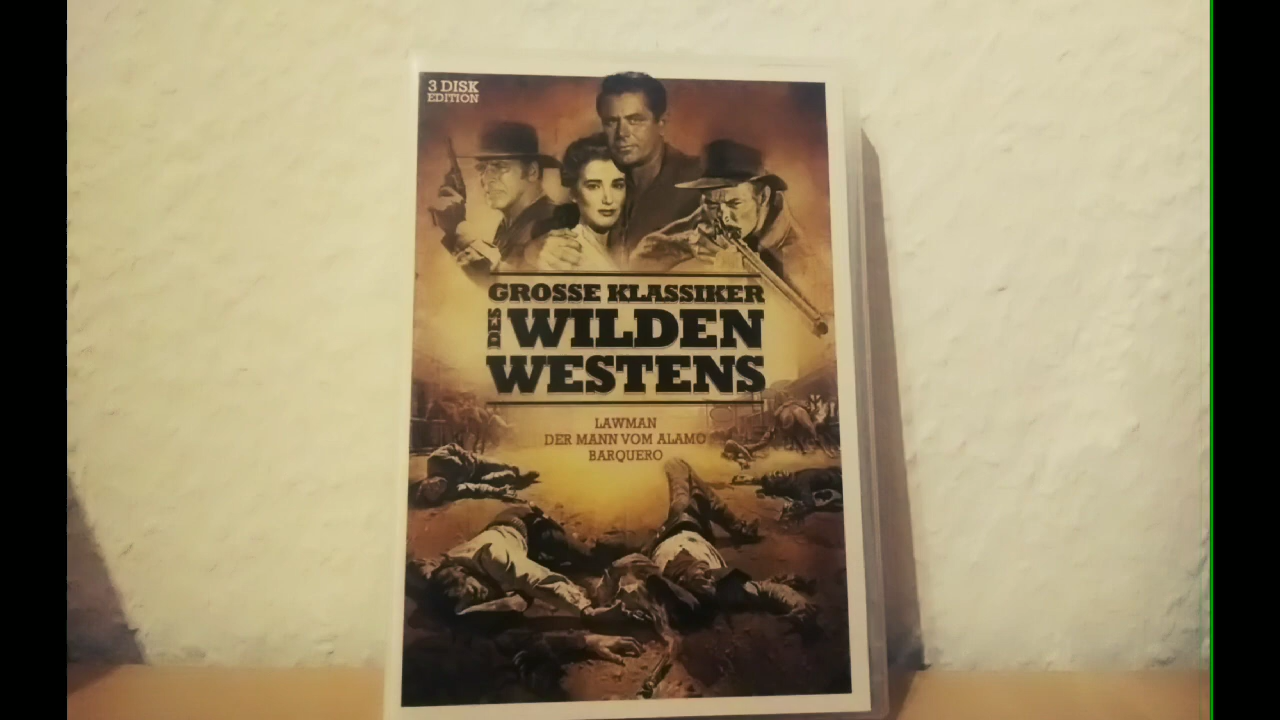 3 DISK
EDITION
GROSSE KLASSIKER
DES WILDEN
WESTENS
LAWMAN
DER MANN VOM ALAMO
BARQUERO